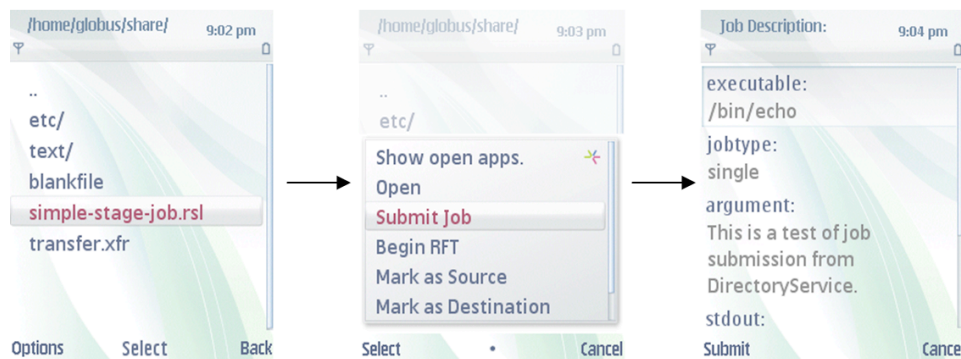 /home/globus/share/ 9:02 pm
..
etc/
text/
blankfile
simple-stage-job.rsl
transfer.xfr
Options Select Back
/home/globus/share/ 9:03 pm
..
etc/
Show open apps.
Open
Submit Job
Begin RFT
Mark as Source
Mark as Destination
Select Cancel
Job Description: 9:04 pm
executable:
/bin/echo
jobtype:
single
argument:
This is a test of job
submission from
DirectoryService.
stdout:
Submit Cance